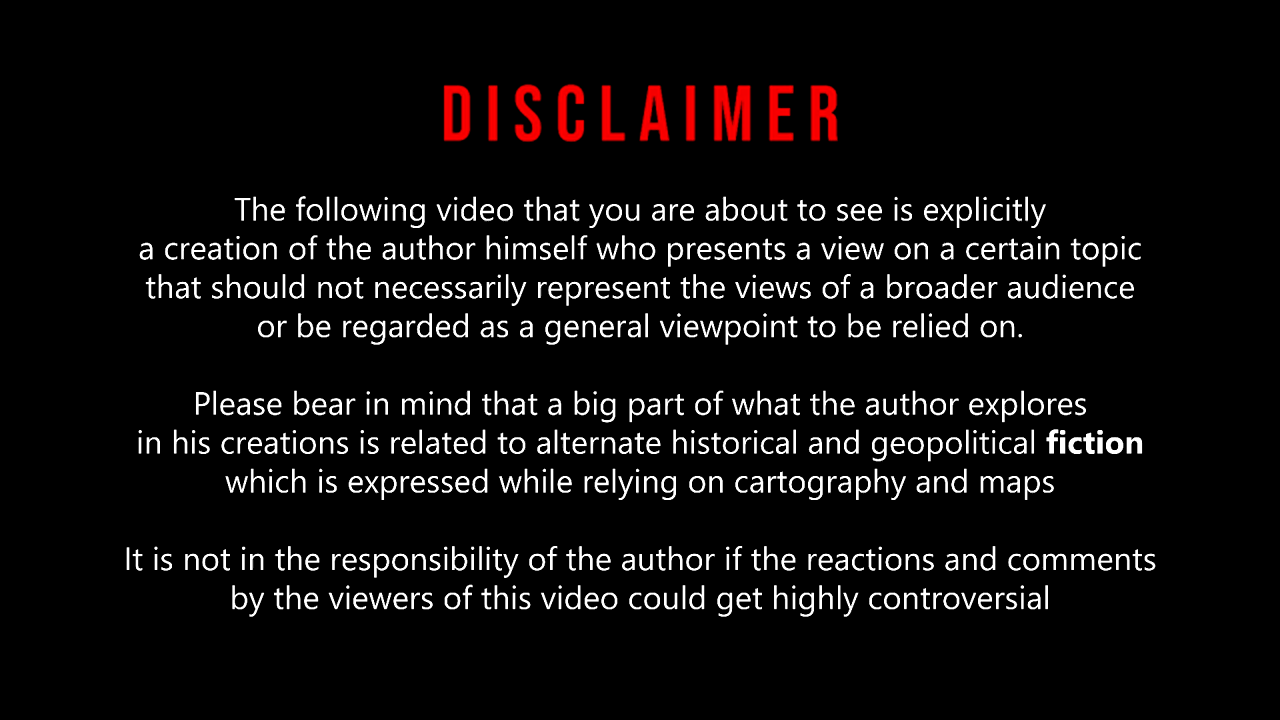 DISCLAIMER
The following video that you are about to see is explicitly
a creation of the author himself who presents a view on a certain topic
that should not necessarily represent the views of a broader audience
or be regarded as a general viewpoint to be relied on.
Please bear in mind that a big part of what the author explores
in his creations is related to alternate historical and geopolitical fiction
which is expressed while relying on cartography and maps
It is not in the responsibility of the author if the reactions and comments
by the viewers of this video could get highly controversial